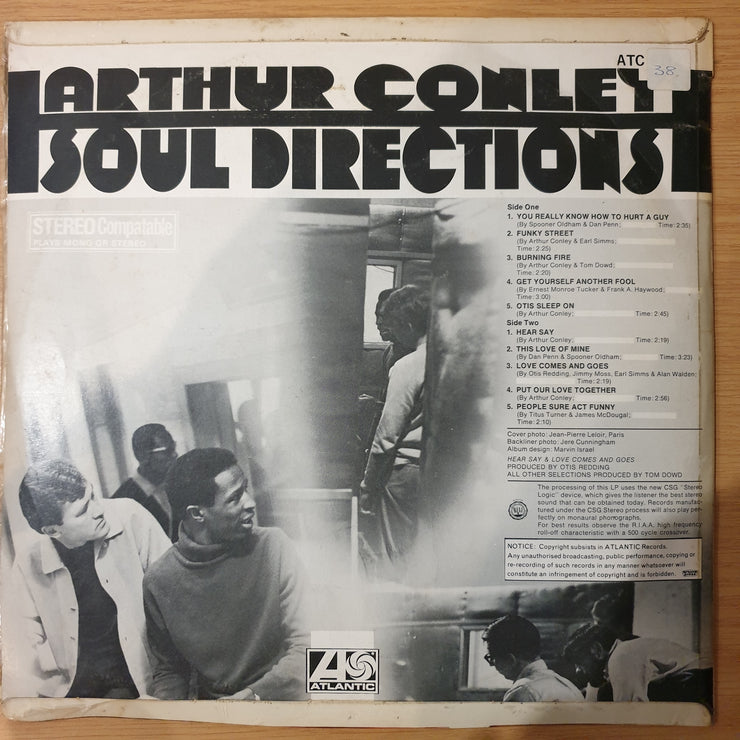 ATC
38.
ARTHUR CONLEY
SOUL DIRECTIONS
STEREO Compatable
PLAYS MONO OR STEREO
Side One
1. YOU REALLY KNOW HOW TO HURT A GUY
(By Spooner Oldham & Dan Penn; Time: 2:35)
2. FUNKY STREET
(By Arthur Conley & Earl Simms;
Time: 2:25)
3. BURNING FIRE
(By Arthur Conley & Tom Dowd;
Time: 2:20)
4. GET YOURSELF ANOTHER FOOL
(By Ernest Monroe Tucker & Frank A. Haywood;
Time: 3:00)
5. OTIS SLEEP ON
(By Arthur Conley; Time: 2:45)
Side Two
1. HEAR SAY
(By Arthur Conley; Time: 2:19)
2. THIS LOVE OF MINE
(By Dan Penn & Spooner Oldham; Time: 3:23)
3. LOVE COMES AND GOES
(By Otis Redding, Jimmy Moss, Earl Simms & Alan Walden;
Time: 2:19)
4. PUT OUR LOVE TOGETHER
(By Arthur Conley; Time: 2:56)
5. PEOPLE SURE ACT FUNNY
(By Titus Turner & James McDougal;
Time: 2:10)
Cover photo: Jean-Pierre Leloir, Paris
Backliner photo: Jere Cunningham
Album design: Marvin Israel
HEAR SAY & LOVE COMES AND GOES
PRODUCED BY OTIS REDDING
ALL OTHER SELECTIONS PRODUCED BY TOM DOWD
The processing of this LP uses the new CSG "Stereo
Logic" device, which gives the listener the best stereo
sound that can be obtained today. Records manufac-
tured under the CSG Stereo process will also play per-
fectly on monaural phonographs.
For best results observe the R.I.A.A. high frequency
roll-off characteristic with a 500 cycle crossover.
NOTICE: Copyright subsists in ATLANTIC Records.
Any unauthorised broadcasting, public performance, copying or
re-recording of such records in any manner whatsoever will
constitute an infringement of copyright and is forbidden.
ATLANTIC